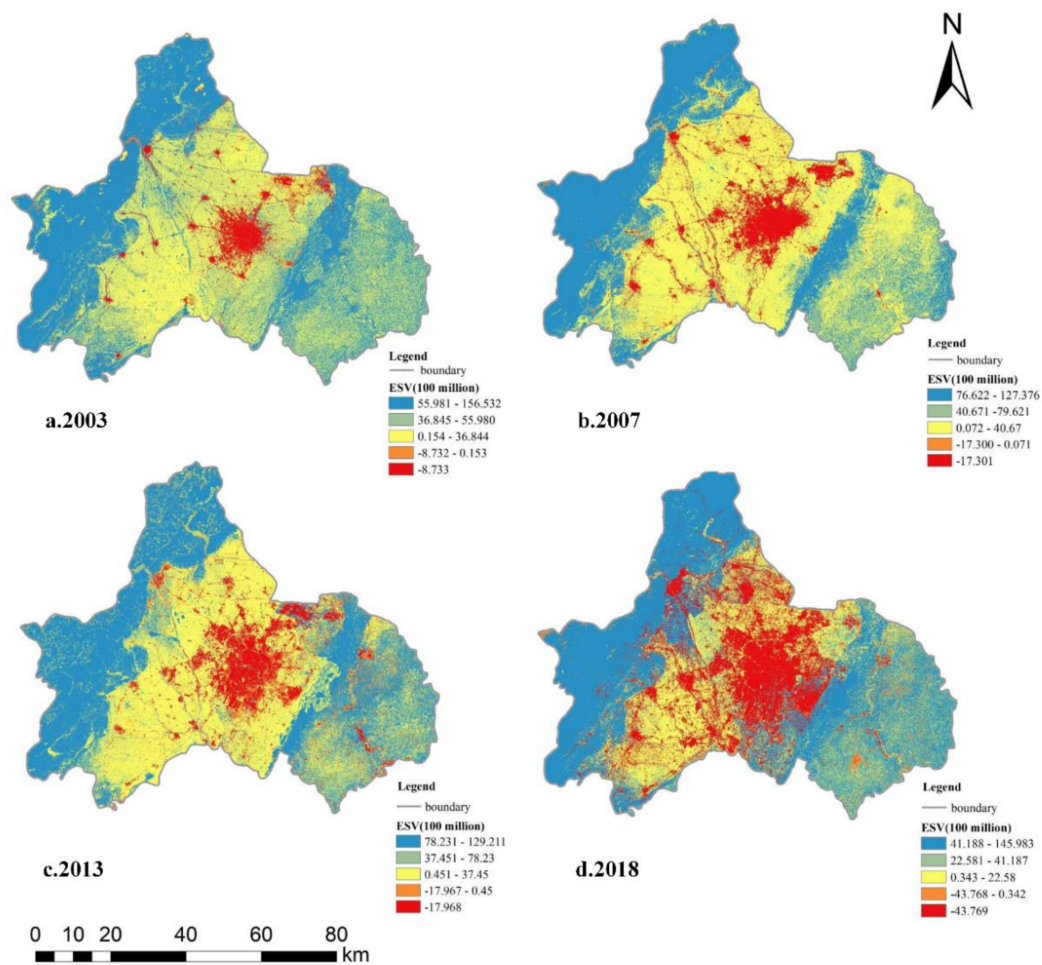 N
Legend
boundary
ESV(100 million)
55.981 - 156.532
36.845 - 55.980
0.154 - 36.844
-8.732 - 0.153
-8.733
a.2003
Legend
boundary
ESV(100 million)
76.622 - 127.376
40.671 -79.621
0.072 - 40.67
-17.300 - 0.071
-17.301
b.2007
Legend
boundary
ESV(100 million)
78.231 - 129.211
37.451 - 78.23
0.451 - 37.45
-17.967 - 0.45
-17.968
c.2013
Legend
boundary
ESV(100 million)
41.188 - 145.983
22.581 - 41.187
0.343 - 22.58
-43.768 - 0.342
-43.769
d.2018
0 5 10 20 40 60 80
km